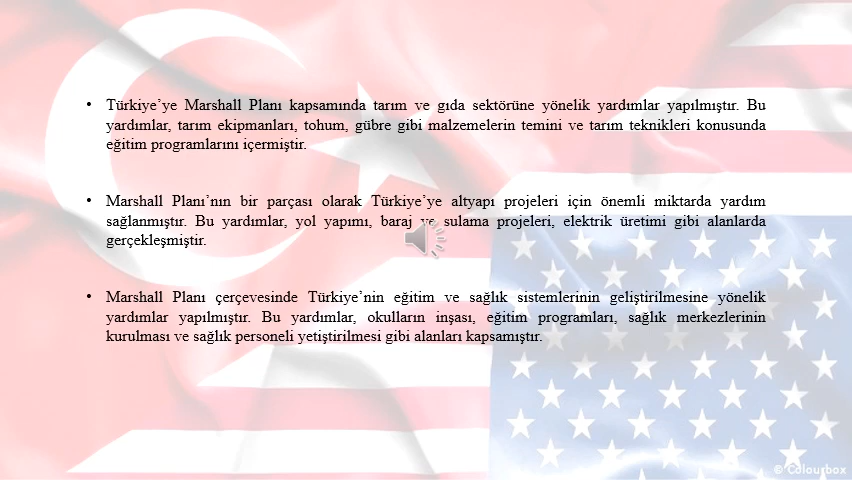 • Türkiye’ye Marshall Planı kapsamında tarım ve gıda sektörüne yönelik yardımlar yapılmıştır. Bu
yardımlar, tarım ekipmanları, tohum, gübre gibi malzemelerin temini ve tarım teknikleri konusunda
eğitim programlarını içermiştir.
• Marshall Planı’nın bir parçası olarak Türkiye’ye altyapı projeleri için önemli miktarda yardım
sağlanmıştır. Bu yardımlar, yol yapımı, baraj ve sulama projeleri, elektrik üretimi gibi alanlarda
gerçekleşmiştir.
• Marshall Planı çerçevesinde Türkiye’nin eğitim ve sağlık sistemlerinin geliştirilmesine yönelik
yardımlar yapılmıştır. Bu yardımlar, okulların inşası, eğitim programları, sağlık merkezlerinin
kurulması ve sağlık personeli yetiştirilmesi gibi alanları kapsamıştır.
© Colourbox